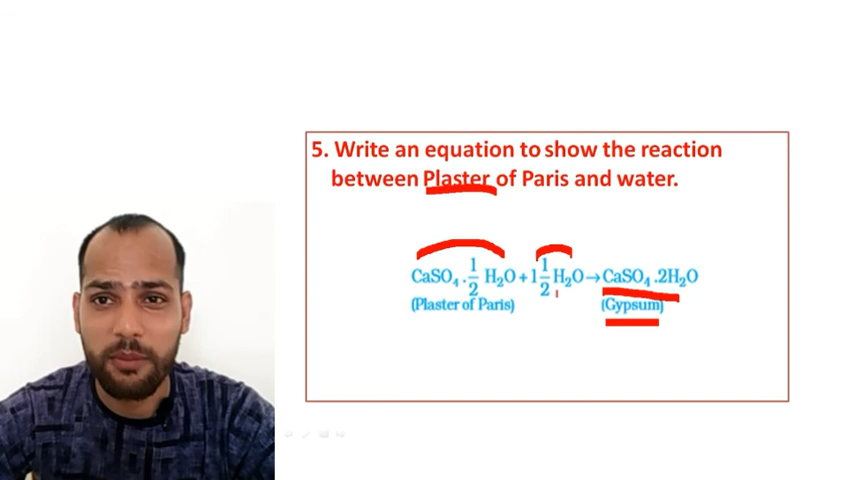 5. Write an equation to show the reaction
between Plaster of Paris and water.
CaSO₄ . 1/2 H₂O + 1 1/2 H₂O → CaSO₄ .2H₂O
(Plaster of Paris) (Gypsum)